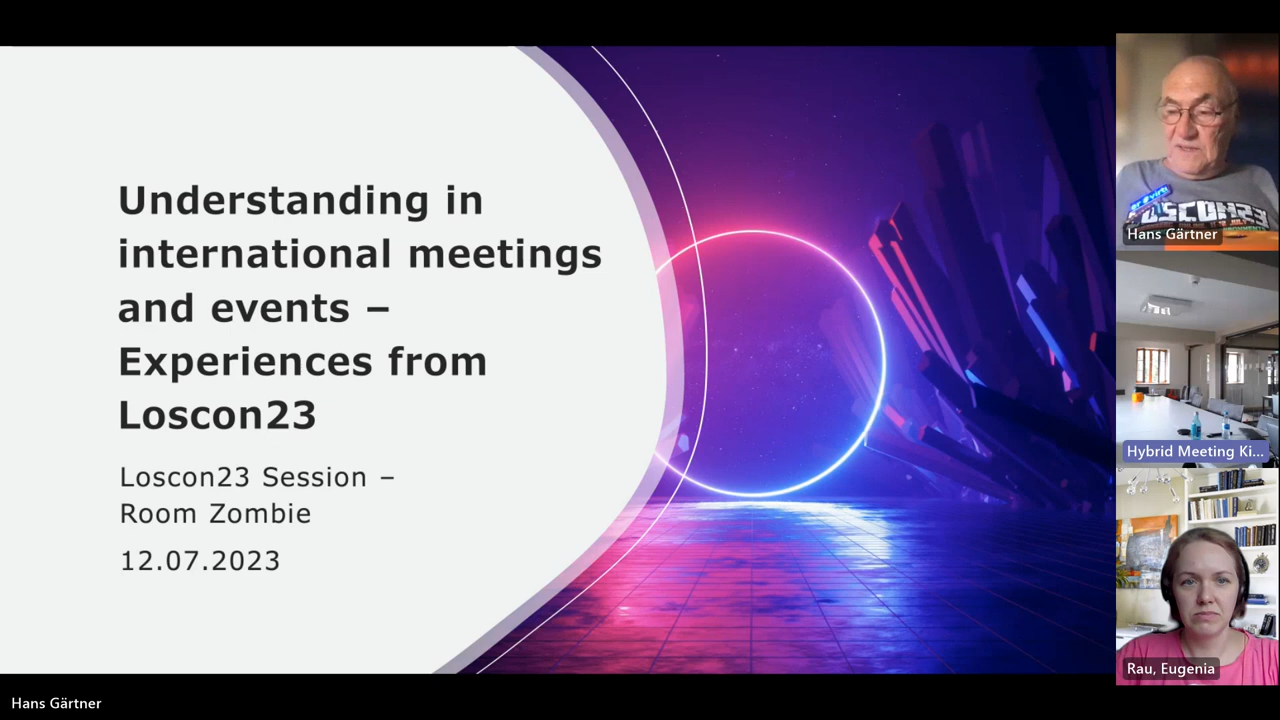 Understanding in
international meetings
and events –
Experiences from
Loscon23
Loscon23 Session –
Room Zombie
12.07.2023
LOSCON23
Hans Gärtner
Hybrid Meeting Ki...
Rau, Eugenia
Hans Gärtner